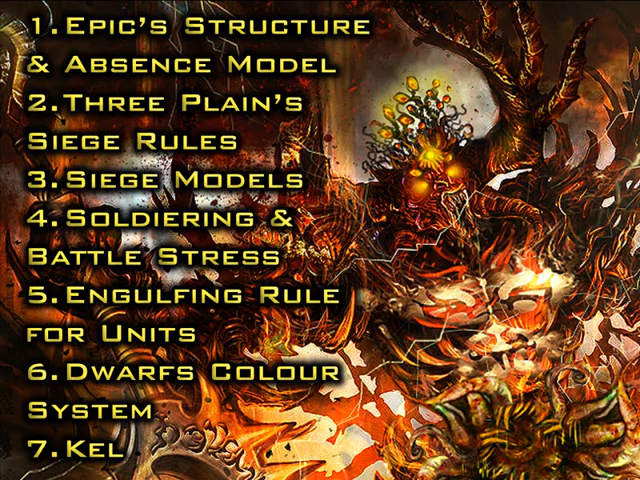 1. Epic's Structure
& Absence Model
2. Three Plain's
Siege Rules
3. Siege Models
4. Soldiering &
Battle Stress
5. Engulfing Rule
for Units
6. Dwarfs Colour
System
7. Kel